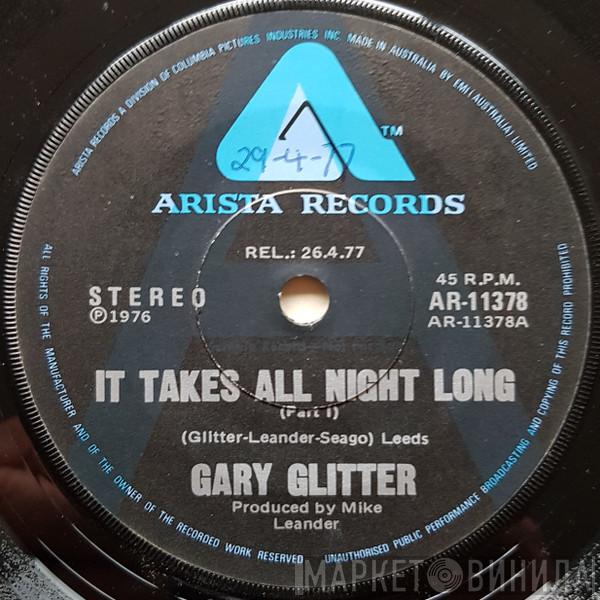 ARISTA RECORDS A DIVISION OF COLUMBIA PICTURES INDUSTRIES INC. MADE IN AUSTRALIA BY EMI (AUSTRALIA) LIMITED
TM
29-4-77
ARISTA RECORDS
REL.: 26.4.77
STEREO
Ⓟ1976
45 R.P.M.
AR-11378
AR-11378A
IT TAKES ALL NIGHT LONG
(Part 1)
(Glitter-Leander-Seago) Leeds
GARY GLITTER
Produced by Mike
Leander
ALL RIGHTS OF THE MANUFACTURER AND OF THE OWNER OF THE RECORDED WORK RESERVED UNAUTHORISED PUBLIC PERFORMANCE BROADCASTING AND COPYING OF THIS RECORD PROHIBITED
МАРКЕТ ВИНИЛА